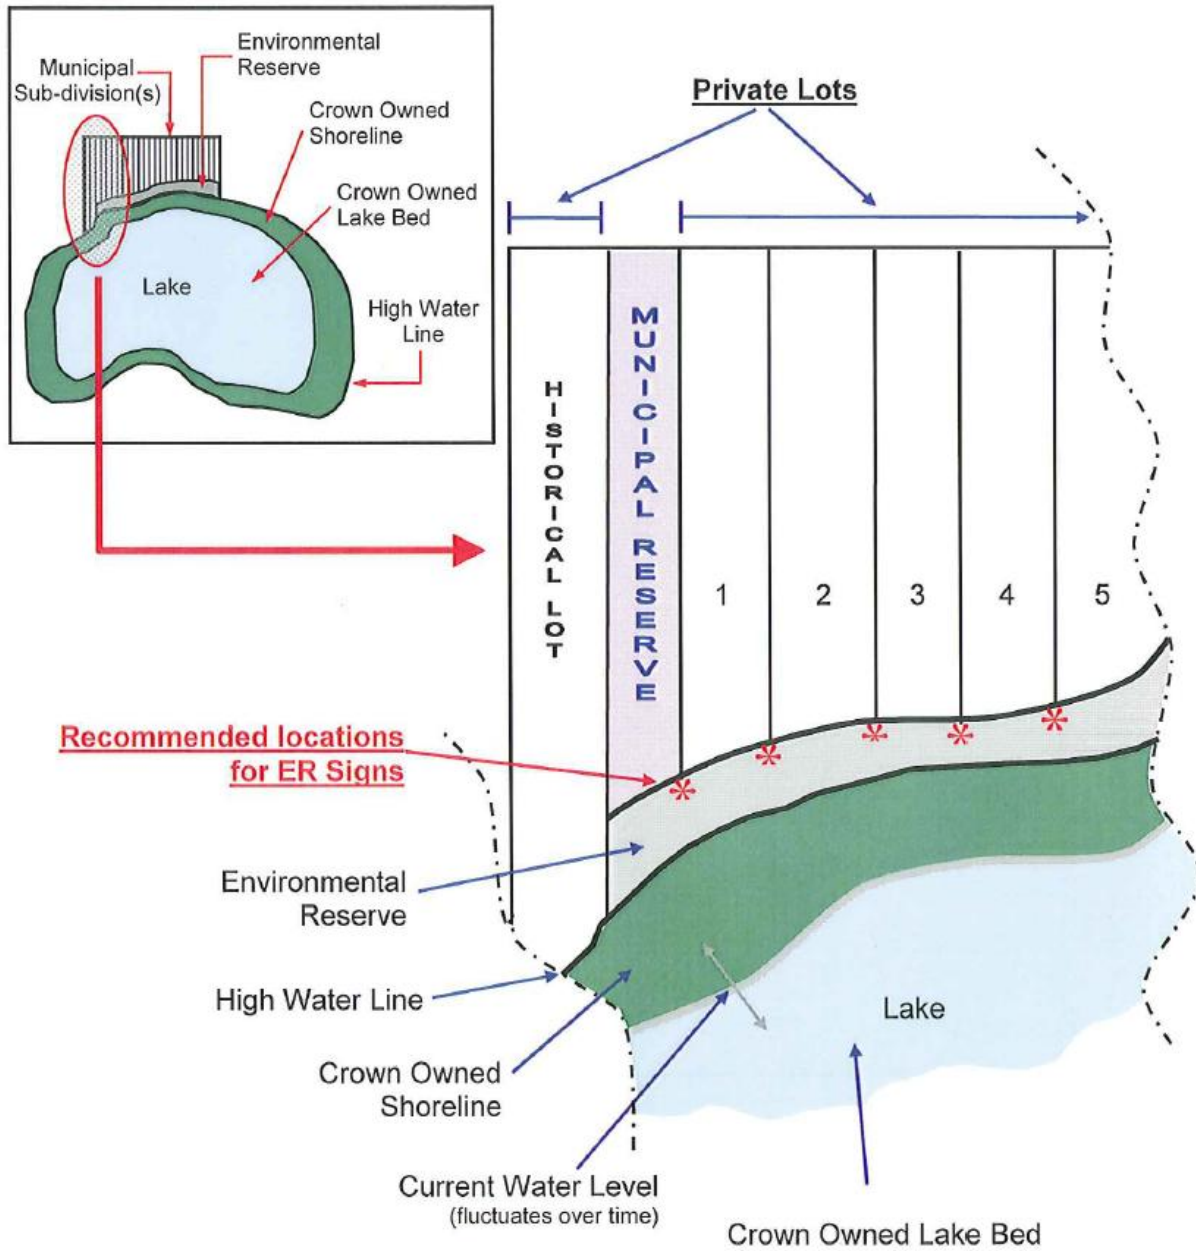 Environmental
Reserve
Municipal
Sub-division(s)
Crown Owned
Shoreline
Crown Owned
Lake Bed
Lake
High Water
Line
Private Lots
HISTORICAL LOT
MUNICIPAL RESERVE
1
2
3
4
5
Recommended locations
for ER Signs
Environmental
Reserve
High Water Line
Lake
Crown Owned
Shoreline
Current Water Level
(fluctuates over time)
Crown Owned Lake Bed